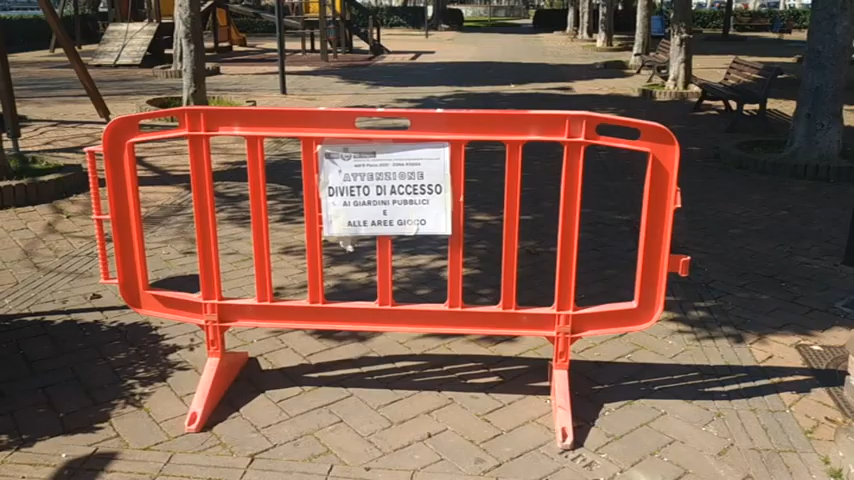 ATTENZIONE
DIVIETO DI ACCESSO
AI GIARDINI PUBBLICI
E
ALLE AREE GIOCO